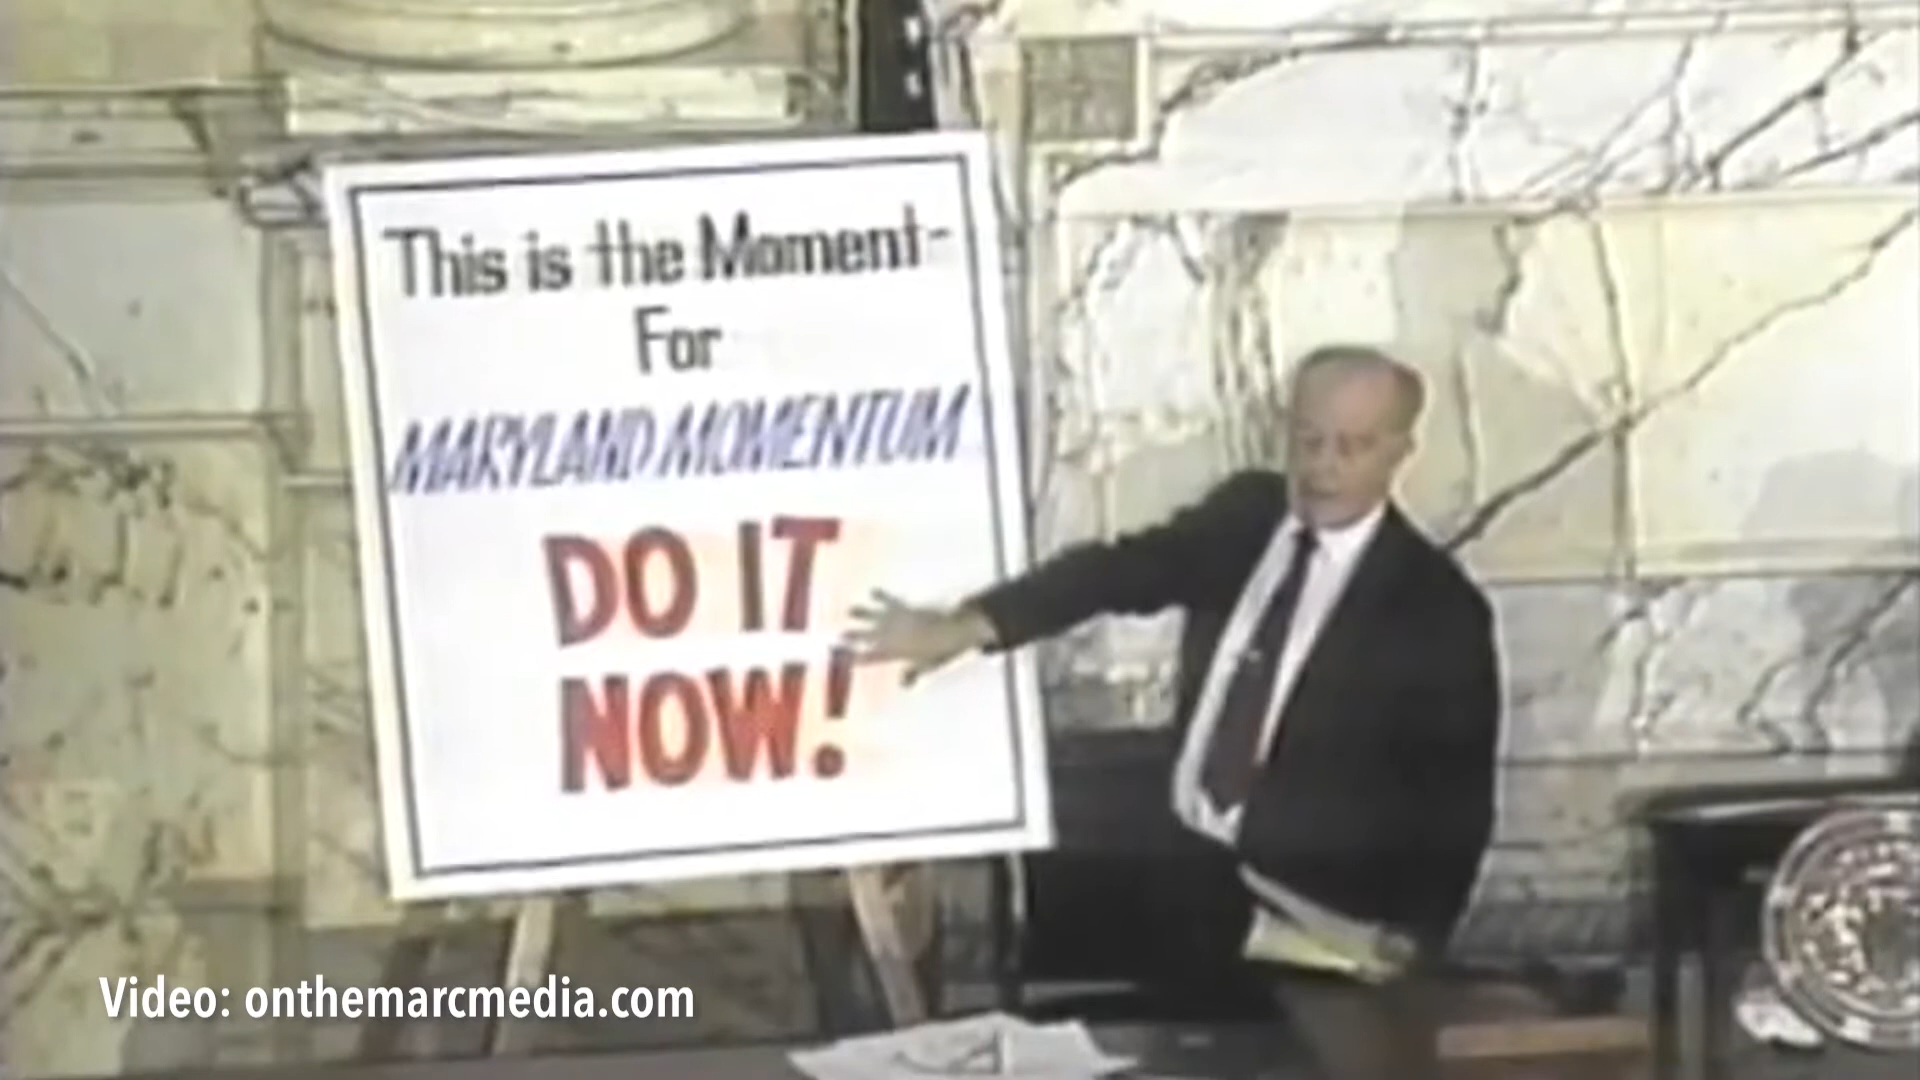 This is the Moment-
For
MARYLAND MOMENTUM
DO IT
NOW!
Video: onthemarcmedia.com